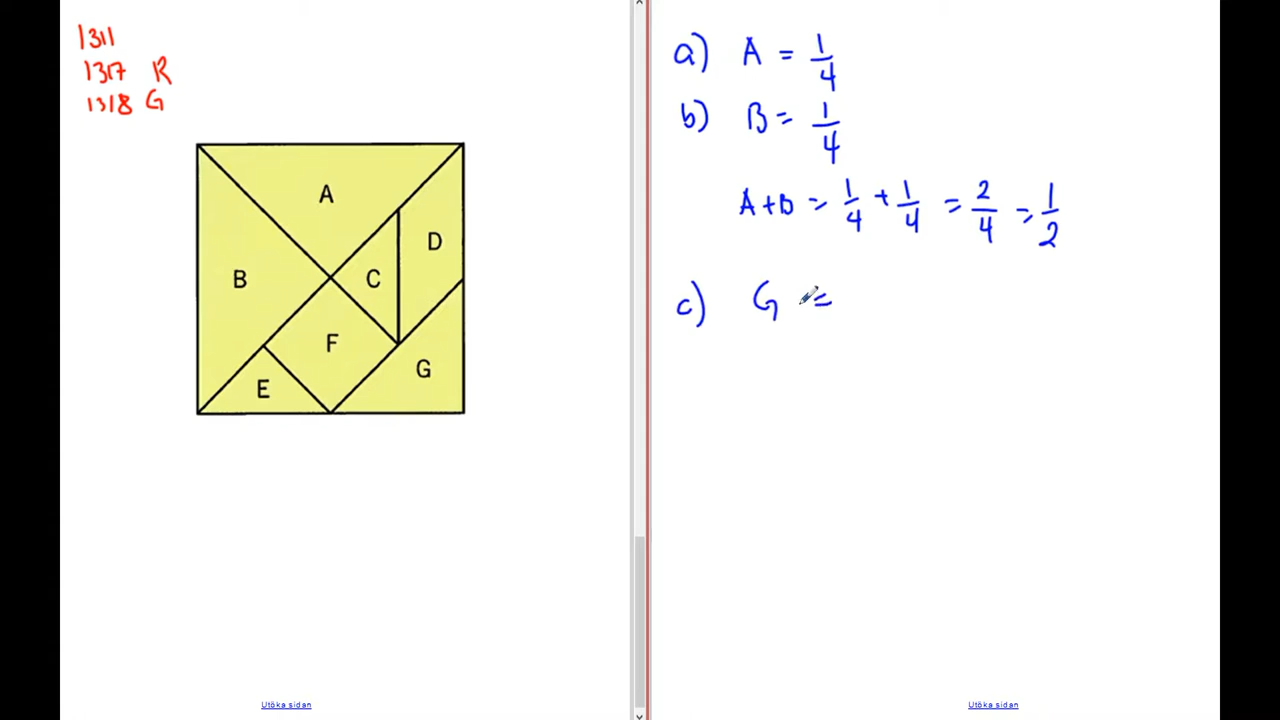 1311
1317 R
1318 G
A
B
C
D
E
F
G
Utöka sidan
a) A = 1/4
b) B = 1/4
A+B = 1/4 + 1/4 = 2/4 = 1/2
c) G =
Utöka sidan